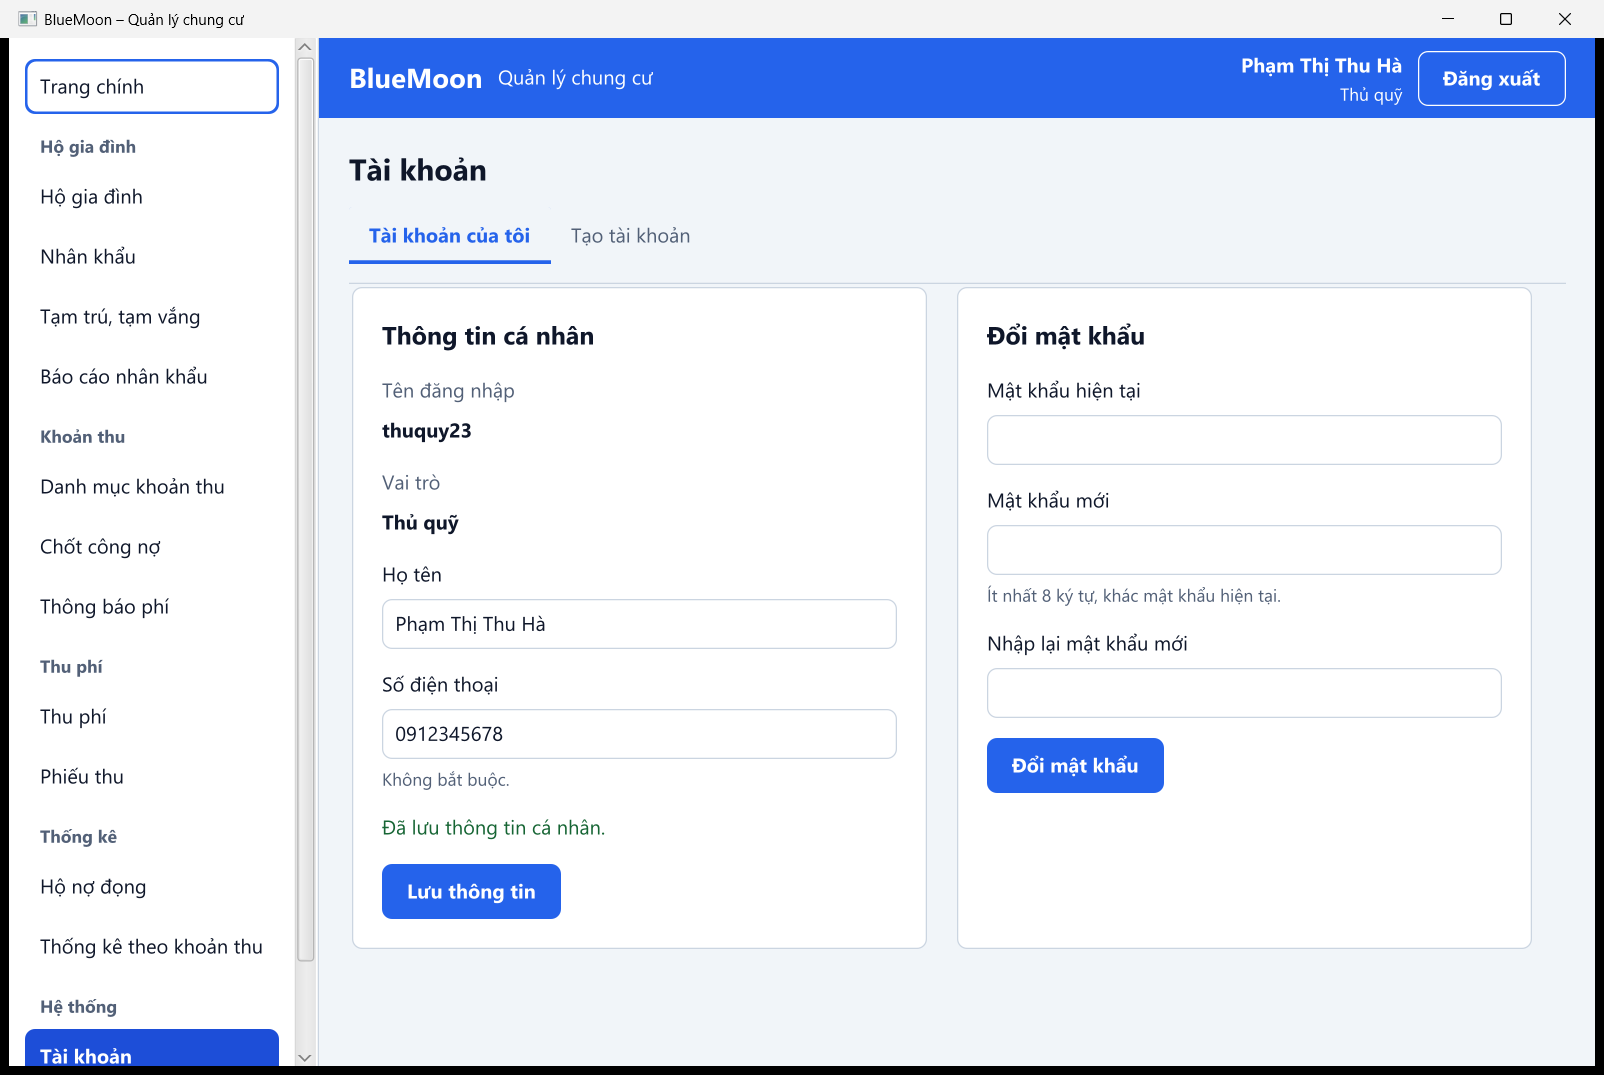 BlueMoon – Quản lý chung cư
Trang chính
Hộ gia đình
Hộ gia đình
Nhân khẩu
Tạm trú, tạm vắng
Báo cáo nhân khẩu
Khoản thu
Danh mục khoản thu
Chốt công nợ
Thông báo phí
Thu phí
Thu phí
Phiếu thu
Thống kê
Hộ nợ đọng
Thống kê theo khoản thu
Hệ thống
Tài khoản
BlueMoon Quản lý chung cư
Phạm Thị Thu Hà
Thủ quỹ
Đăng xuất
Tài khoản
Tài khoản của tôi
Tạo tài khoản
Thông tin cá nhân
Tên đăng nhập
thuquy23
Vai trò
Thủ quỹ
Họ tên
Phạm Thị Thu Hà
Số điện thoại
0912345678
Không bắt buộc.
Đã lưu thông tin cá nhân.
Lưu thông tin
Đổi mật khẩu
Mật khẩu hiện tại
Mật khẩu mới
Ít nhất 8 ký tự, khác mật khẩu hiện tại.
Nhập lại mật khẩu mới
Đổi mật khẩu